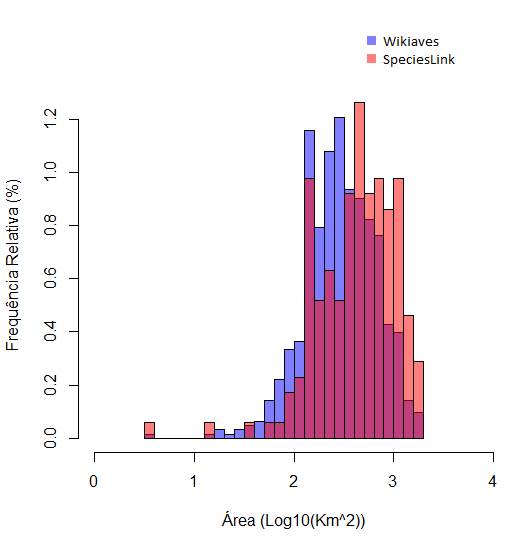 Wikiaves
SpeciesLink
Frequência Relativa (%)
1.2
1.0
0.8
0.6
0.4
0.2
0.0
0 1 2 3 4
Área (Log10(Km^2))